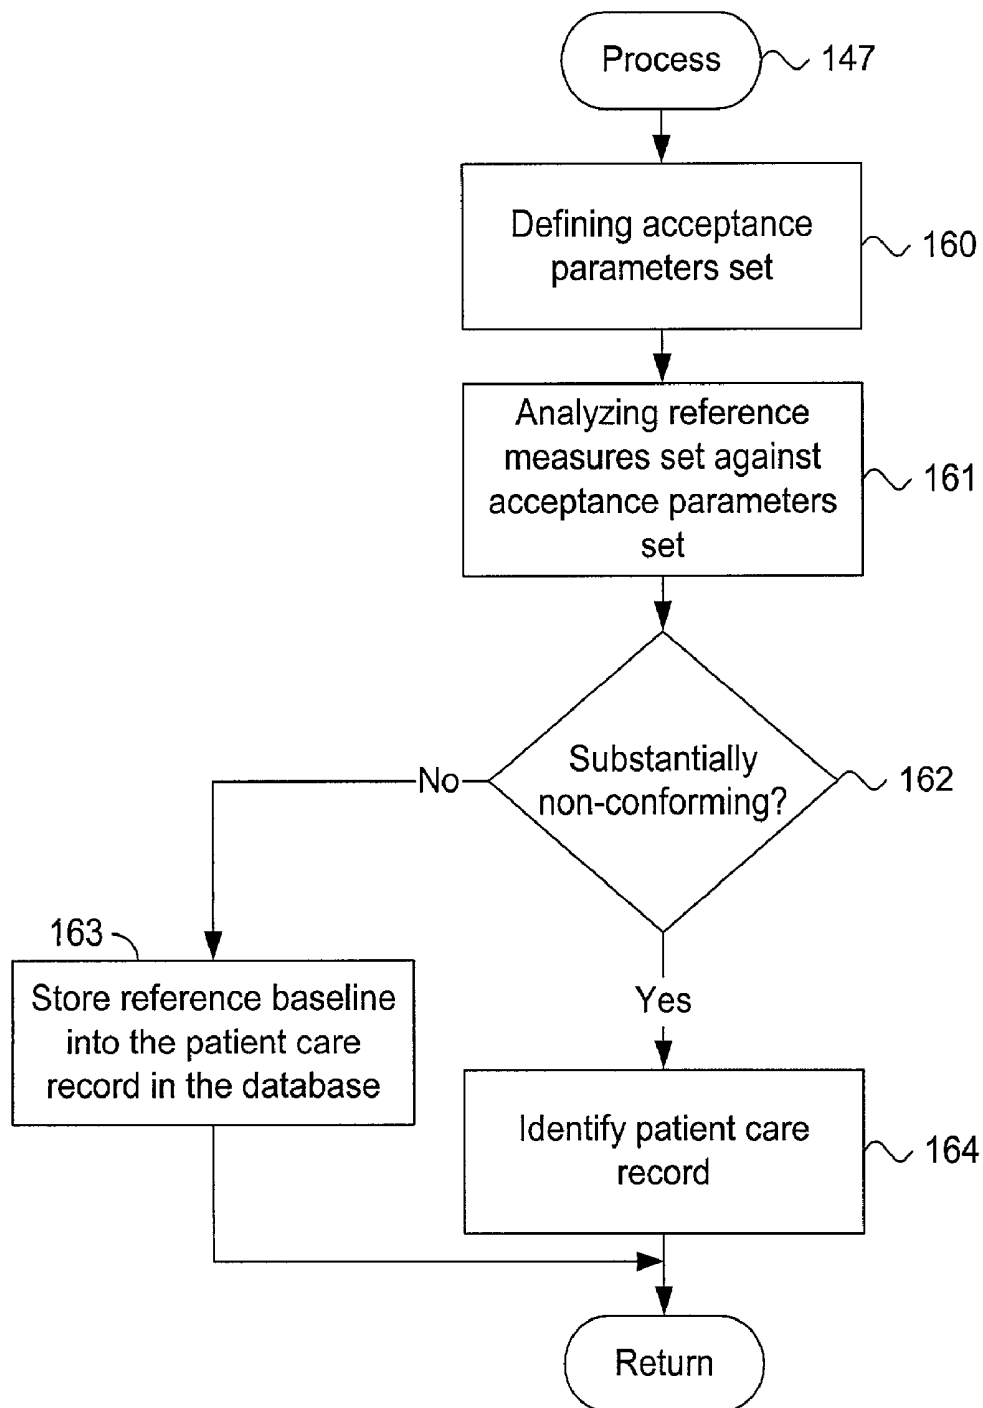 Process
147
Defining acceptance
parameters set
160
Analyzing reference
measures set against
acceptance parameters
set
161
Substantially
non-conforming?
162
No
163
Store reference baseline
into the patient care
record in the database
Yes
Identify patient care
record
164
Return